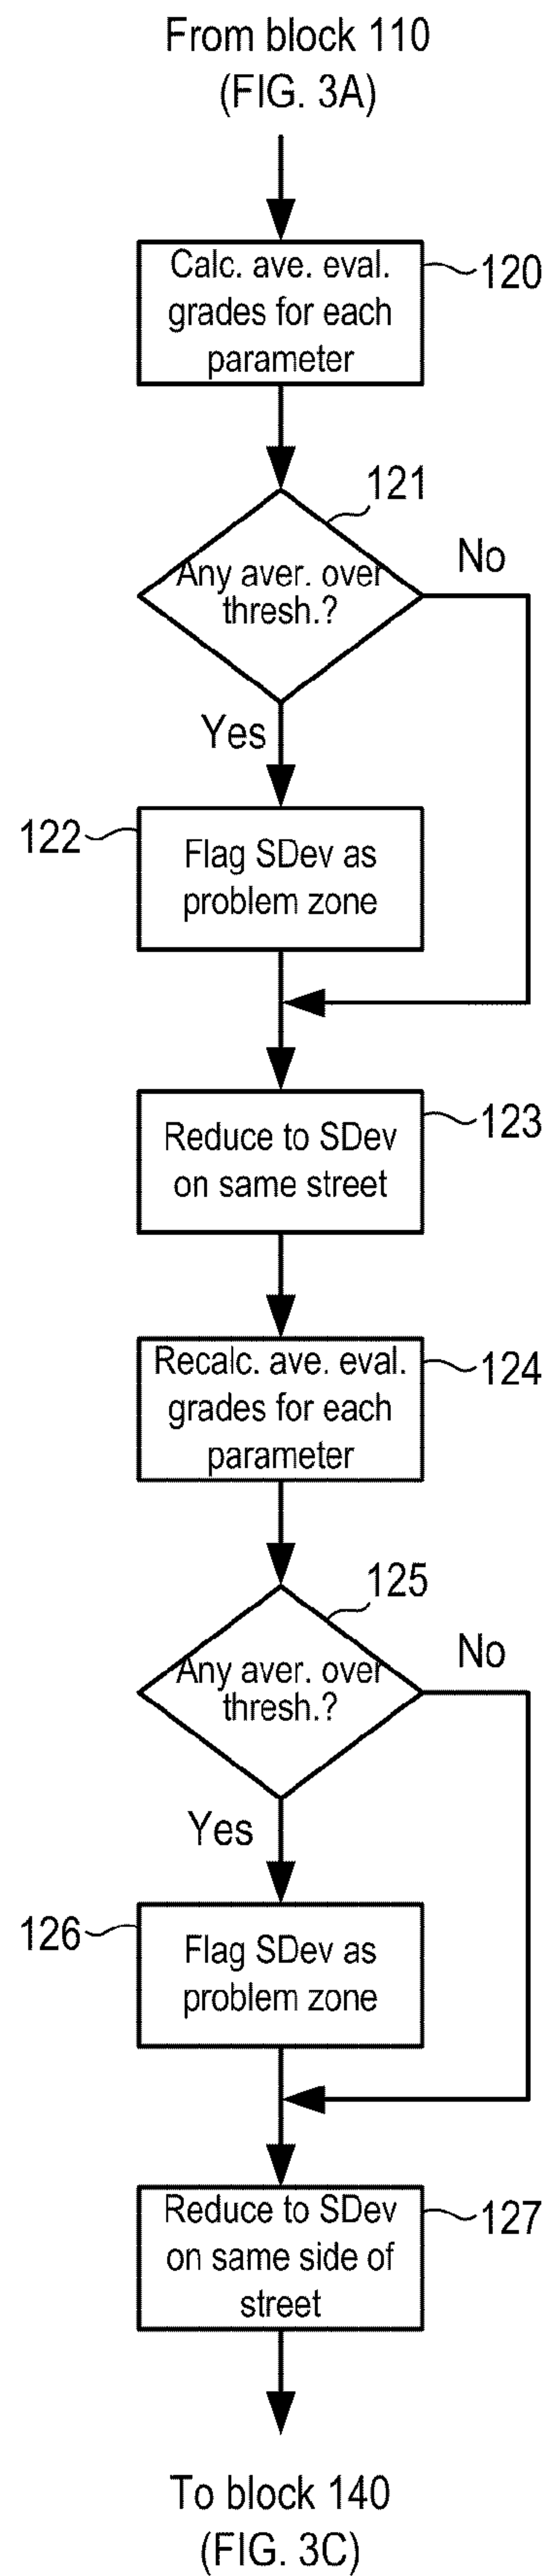 From block 110
(FIG. 3A)
Calc. ave. eval.
grades for each
parameter
120
121
Any aver. over
thresh.?
No
Yes
122
Flag SDev as
problem zone
Reduce to SDev
on same street
123
Recalc. ave. eval.
grades for each
parameter
124
125
Any aver. over
thresh.?
No
Yes
126
Flag SDev as
problem zone
Reduce to SDev
on same side of
street
127
To block 140
(FIG. 3C)